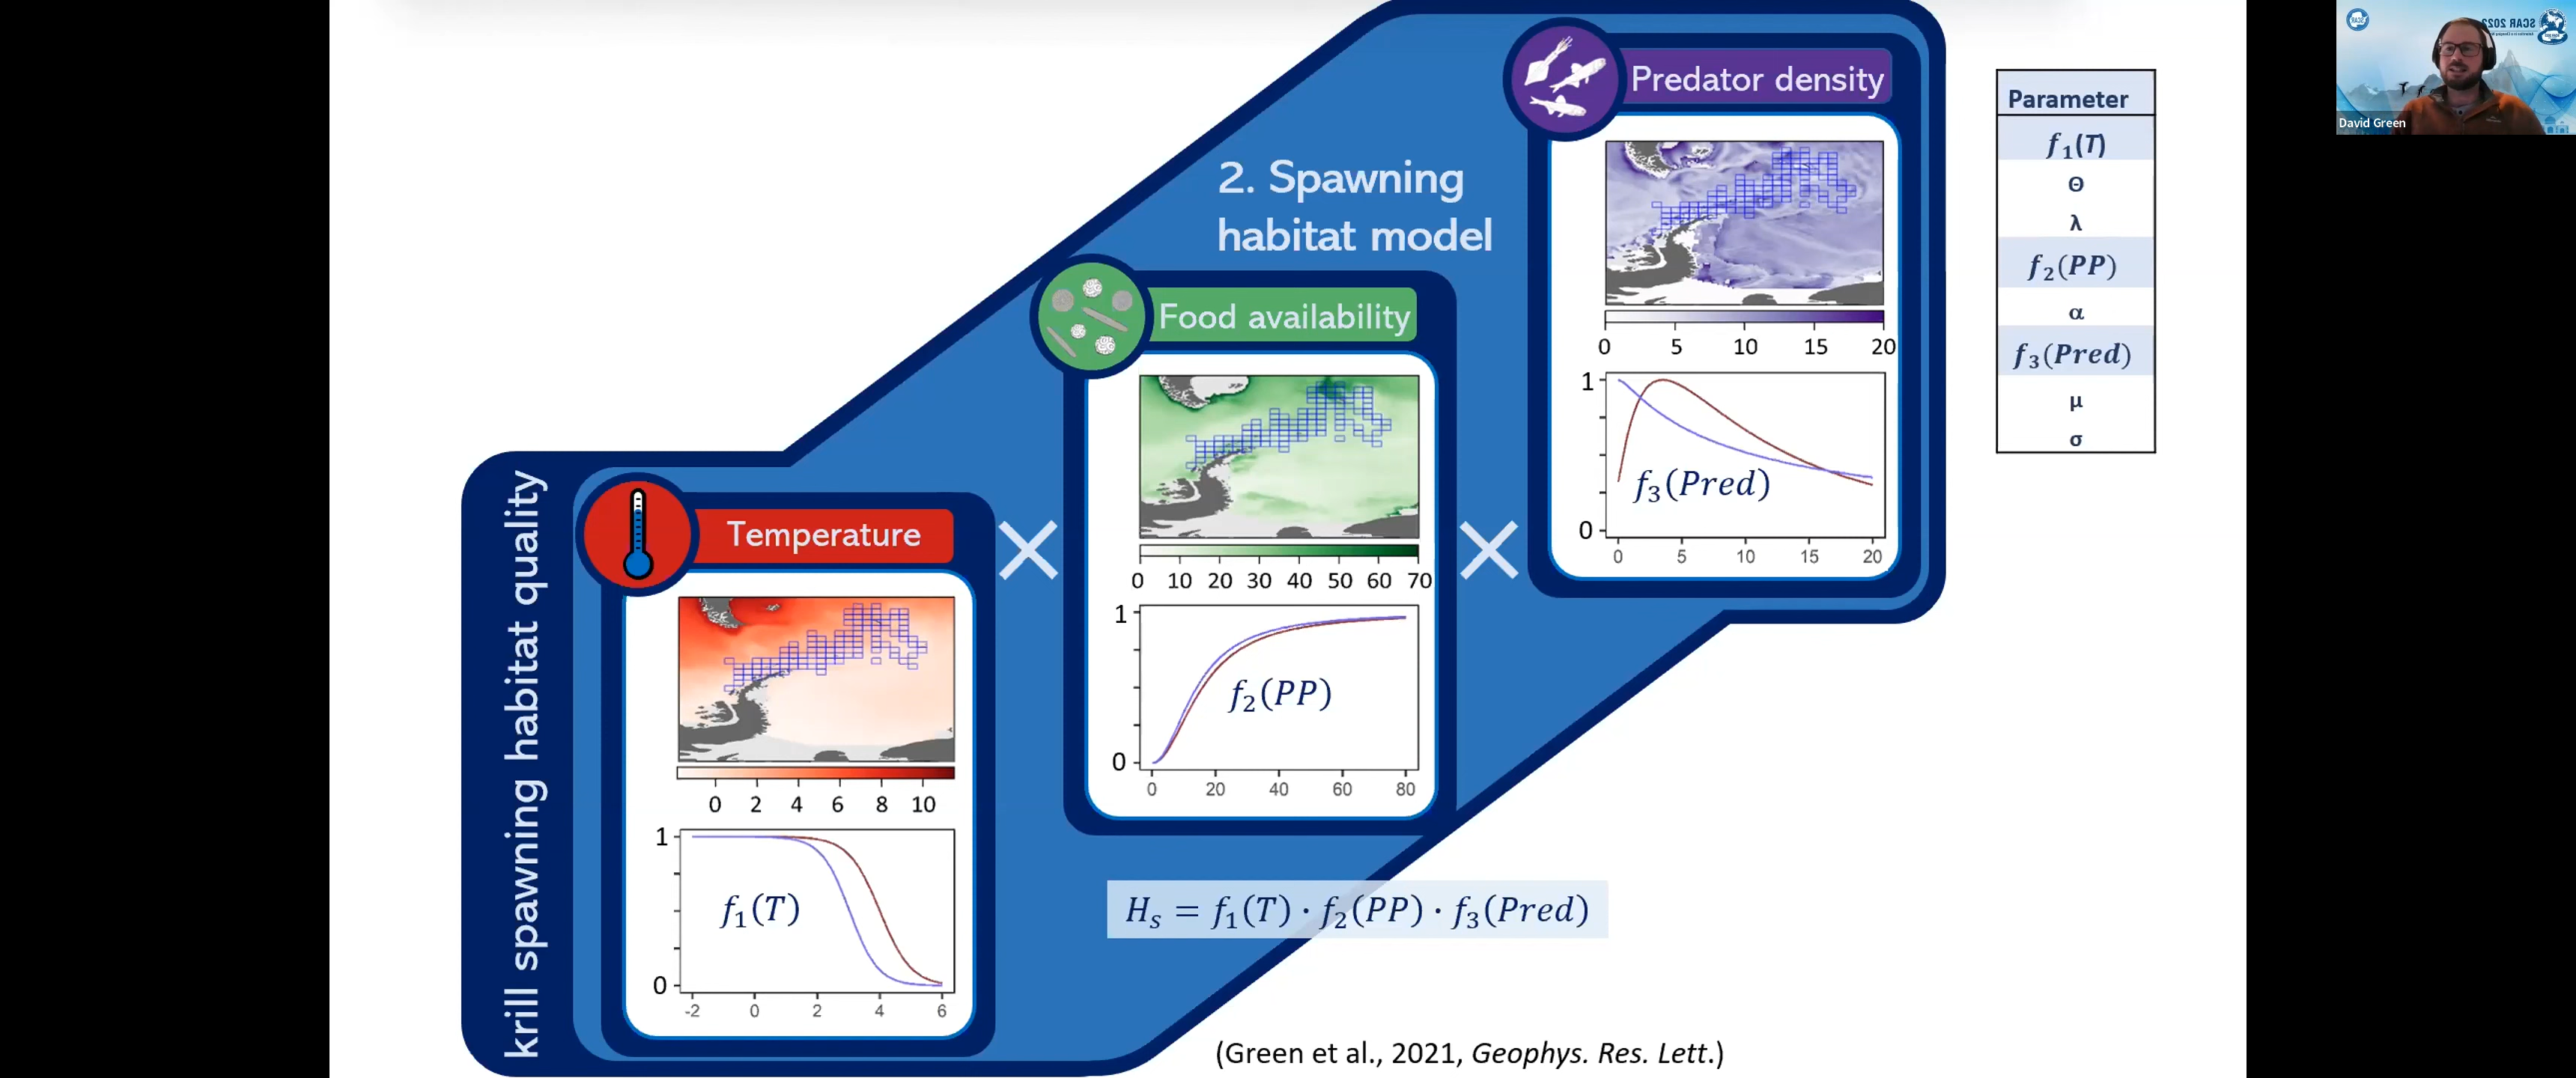 krill spawning habitat quality
2. Spawning
habitat model
Temperature
0 2 4 6 8 10
1
0
f₁(T)
-2 0 2 4 6
×
Food availability
0 10 20 30 40 50 60 70
1
0
f₂(PP)
0 20 40 60 80
×
Predator density
0 5 10 15 20
1
0
f₃(Pred)
0 5 10 15 20
Hₛ = f₁(T) · f₂(PP) · f₃(Pred)
(Green et al., 2021, Geophys. Res. Lett.)
Parameter
f₁(T)
Θ
λ
f₂(PP)
α
f₃(Pred)
μ
σ
SCAR 2022
David Green